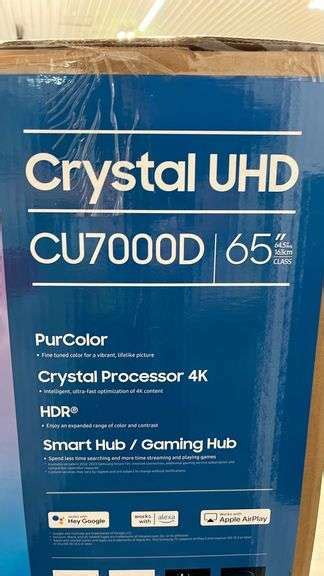 Crystal UHD
CU7000D | 65"
64.5"
163cm
CLASS
PurColor
• Fine tuned color for a vibrant, lifelike picture
Crystal Processor 4K
• Intelligent, ultra-fast optimization of 4K content
HDR®
• Enjoy an expanded range of color and contrast
Smart Hub / Gaming Hub
• Spend less time searching and more time streaming and playing games
works with
Hey Google
works
with
alexa
Works with
Apple AirPlay